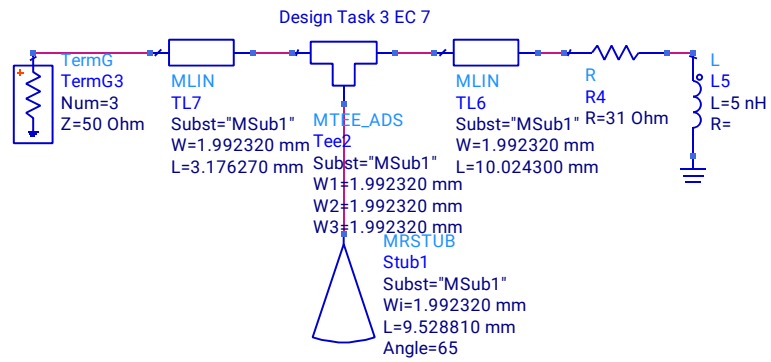 Design Task 3 EC 7
TermG
TermG3
Num=3
Z=50 Ohm
MLIN
TL7
Subst="MSub1"
W=1.992320 mm
L=3.176270 mm
MTEE_ADS
Tee2
Subst="MSub1"
W1=1.992320 mm
W2=1.992320 mm
W3=1.992320 mm
MLIN
TL6
Subst="MSub1"
W=1.992320 mm
L=10.024300 mm
R
R4
R=31 Ohm
L
L5
L=5 nH
R=
MRSTUB
Stub1
Subst="MSub1"
Wi=1.992320 mm
L=9.528810 mm
Angle=65